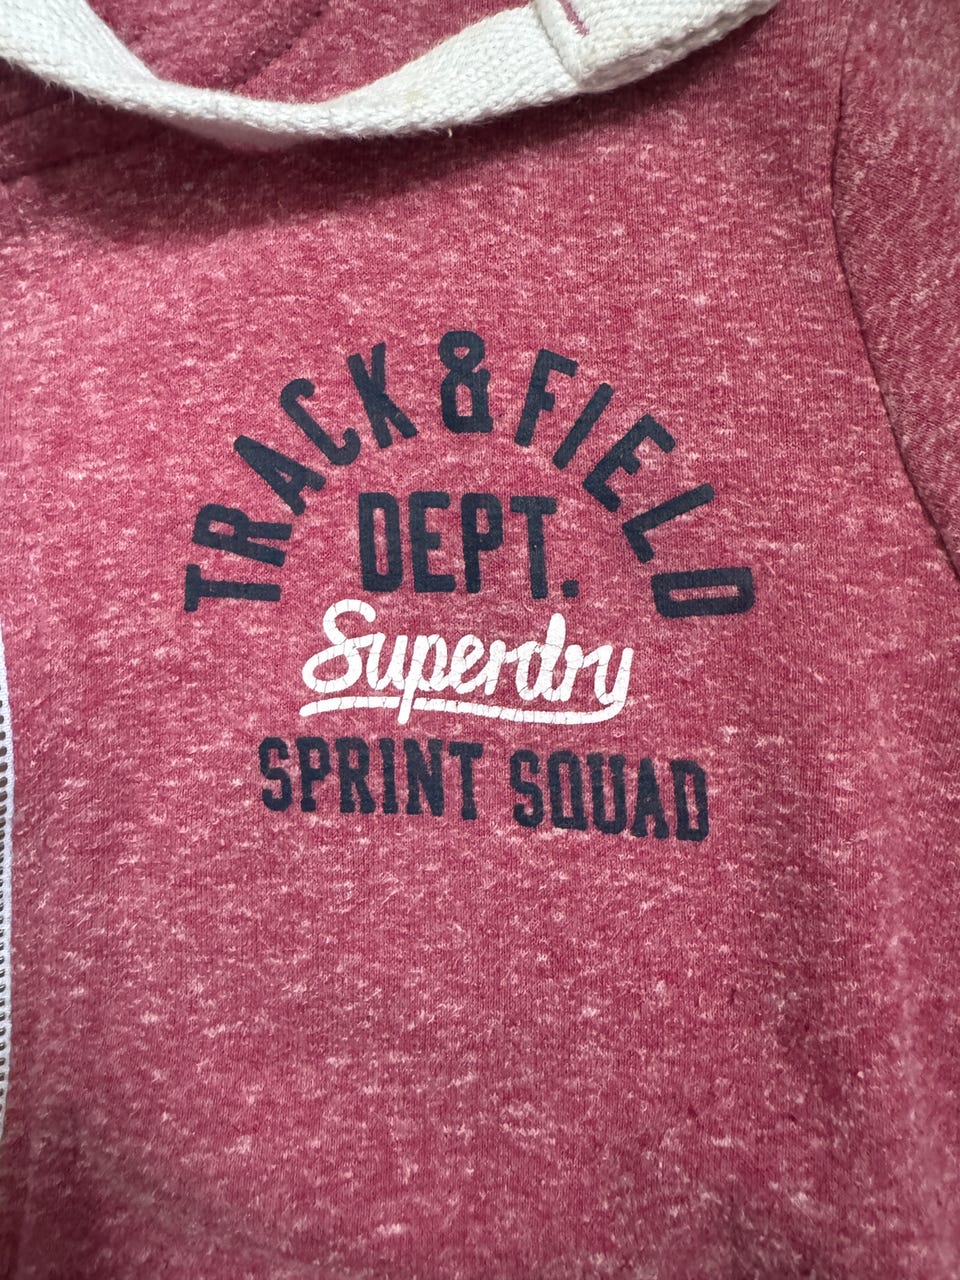 TRACK & FIELD
DEPT.
Superdry
SPRINT SQUAD